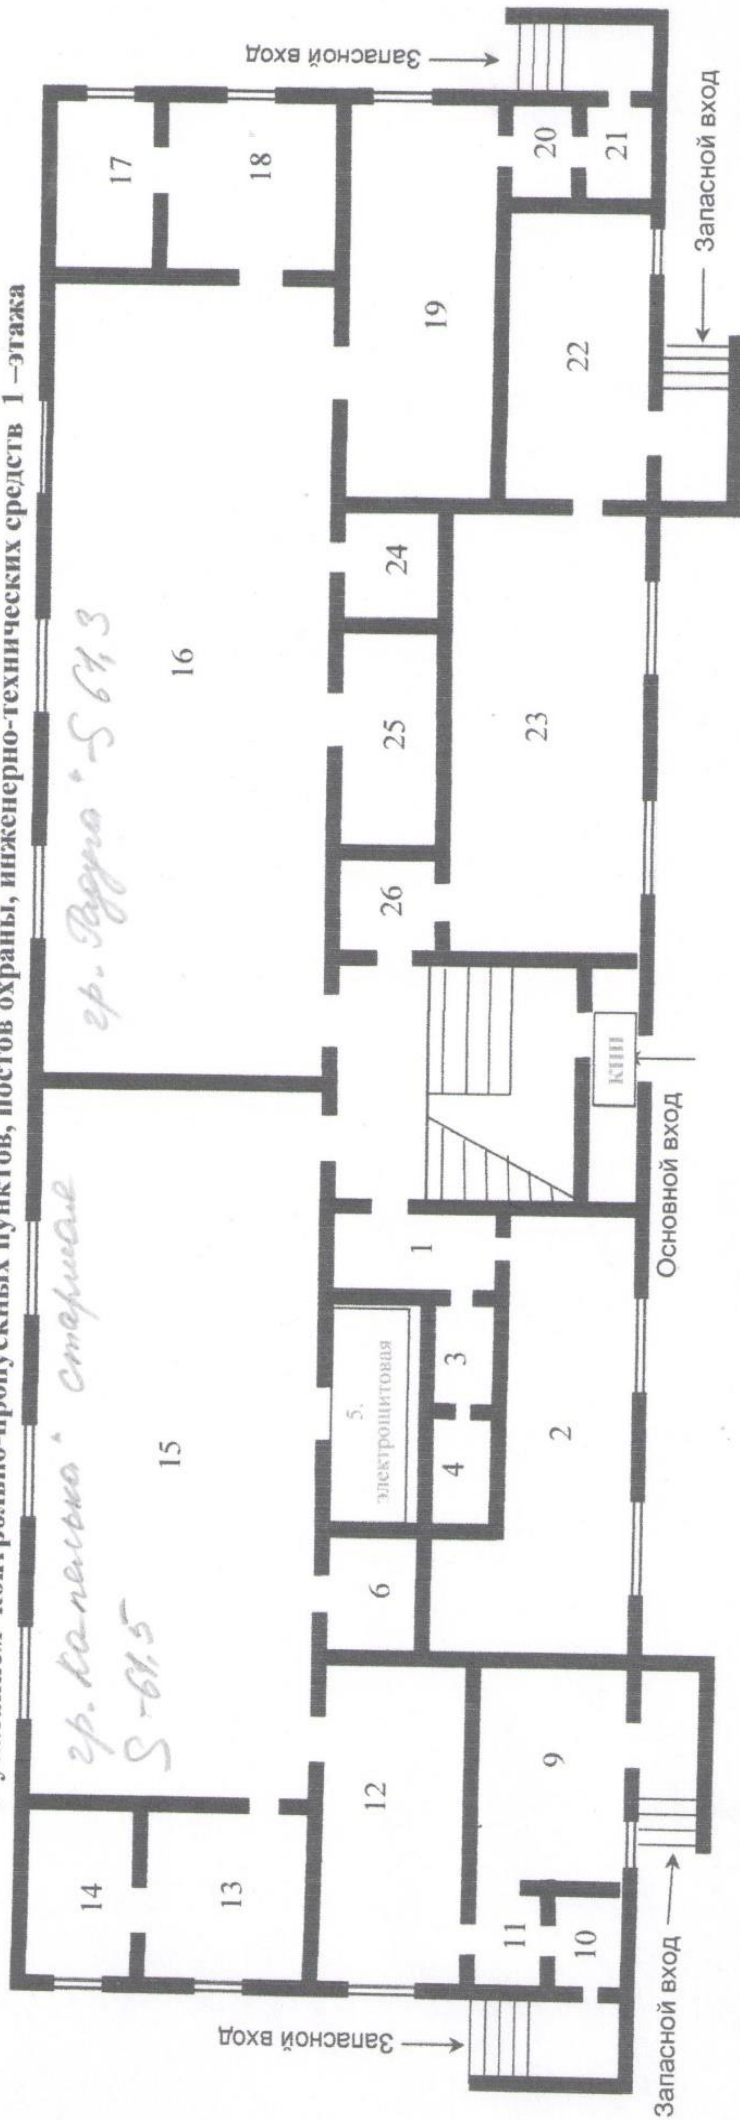 контрольно-пропускных пунктов, постов охраны, инженерно-технических средств 1 –этажа
Запасной вход
17
18
гр. Радуга" S 61,3
16
19
20
21
Запасной вход
22
24
25
23
26
КПП
Основной вход
гр. Капелька" старшая
S -61,5
15
1
5.
электрощитовая
3
4
2
6
14
13
12
9
11
10
Запасной вход
Запасной вход